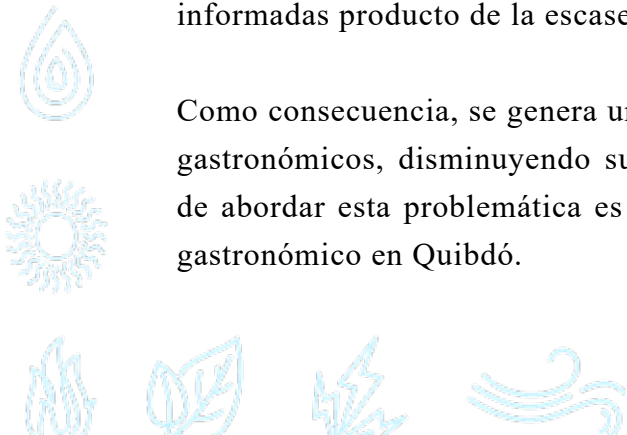 informadas producto de la escase
Como consecuencia, se genera un
gastronómicos, disminuyendo su
de abordar esta problemática es
gastronómico en Quibdó.